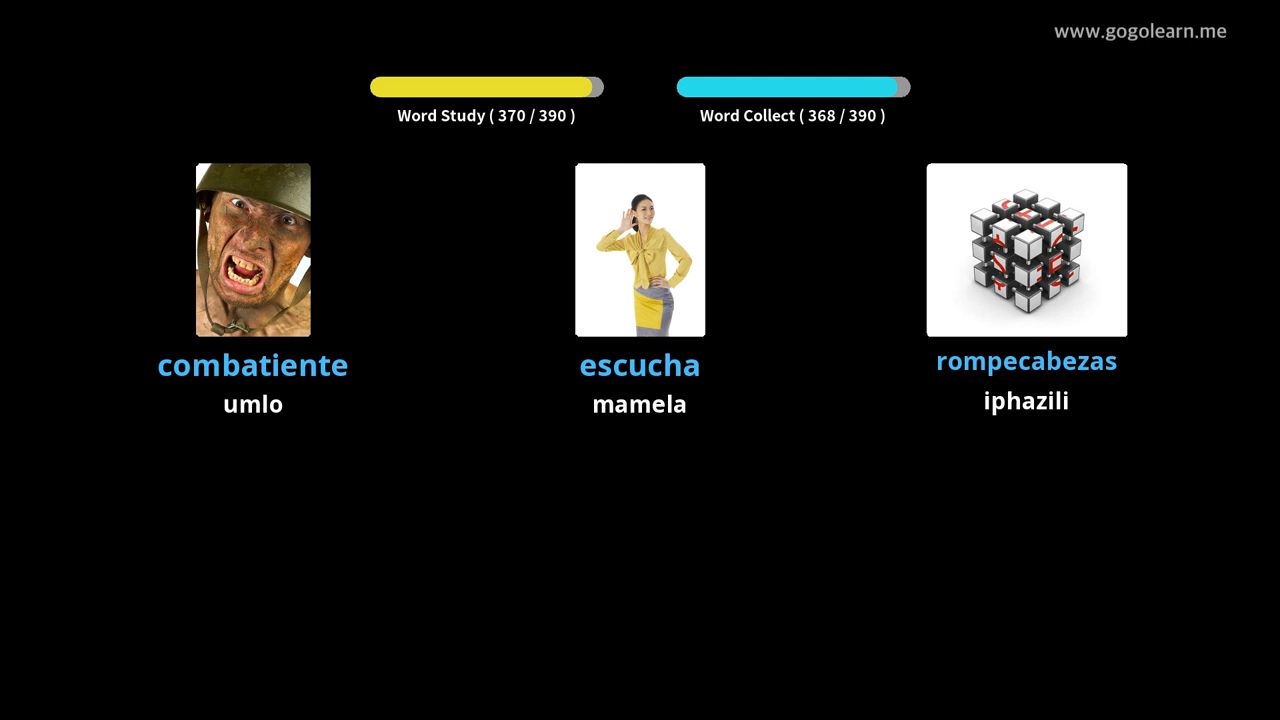 www.gogolearn.me
Word Study ( 370 / 390 )
Word Collect ( 368 / 390 )
combatiente
umlo
escucha
mamela
rompecabezas
iphazili